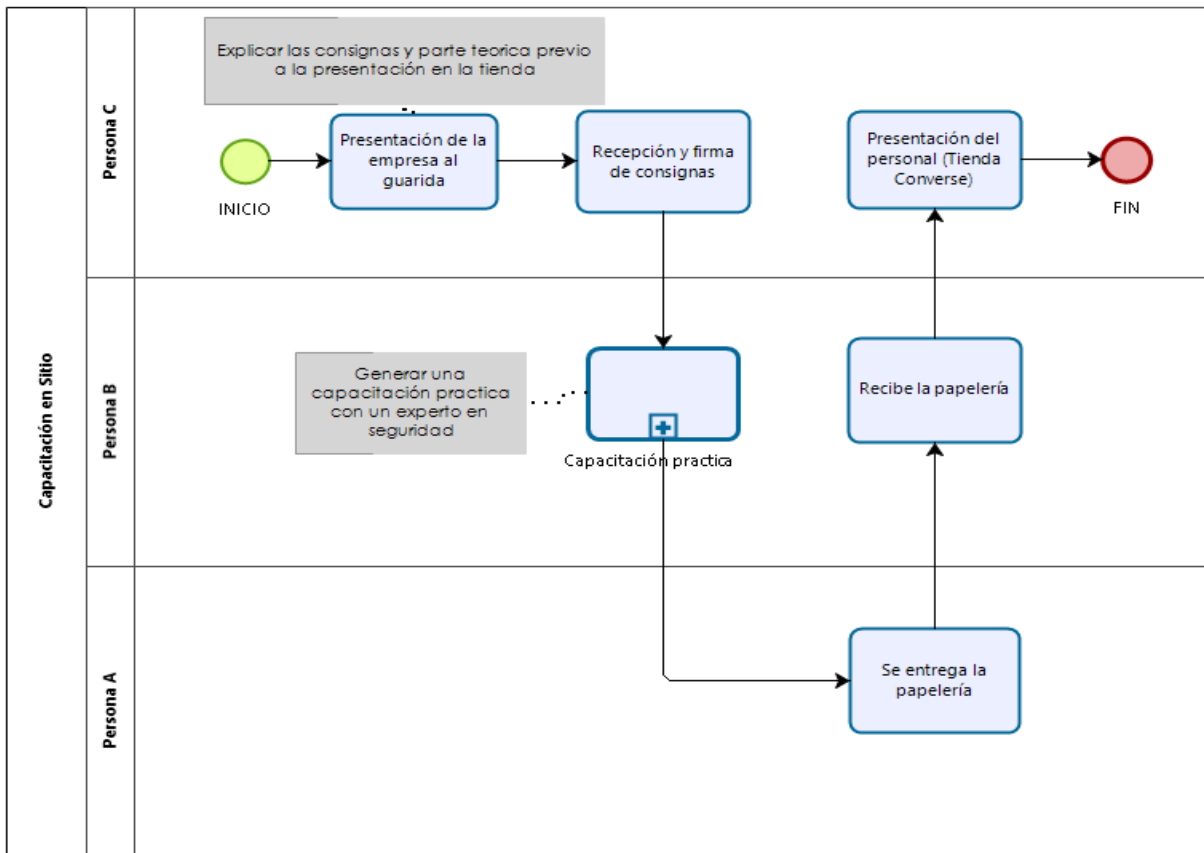 Capacitación en Sitio
Persona C
Explicar las consignas y parte teorica previo
a la presentación en la tienda
INICIO
Presentación de la
empresa al
guarida
Recepción y firma
de consignas
Presentación del
personal (Tienda
Converse)
FIN
Persona B
Generar una
capacitación practica
con un experto en
seguridad
Capacitación practica
Recibe la papelería
Persona A
Se entrega la
papelería